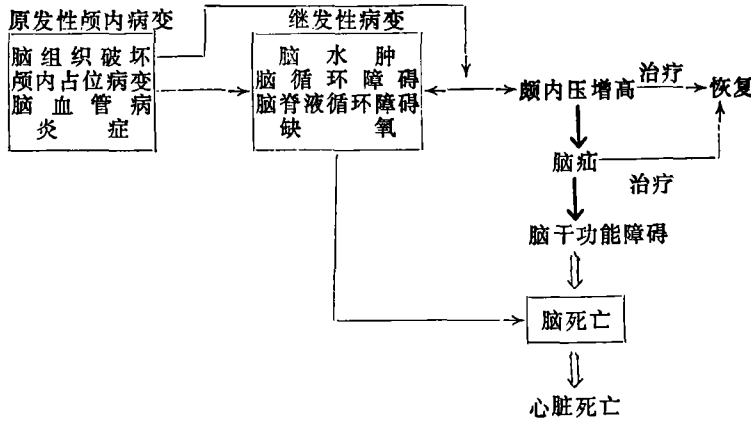 原发性颅内病变
脑组织破坏
颅内占位病变
脑血管病
炎症
继发性病变
脑水肿
脑循环障碍
脑脊液循环障碍
缺氧
颅内压增高
治疗
恢复
脑疝
治疗
脑干功能障碍
脑死亡
心脏死亡